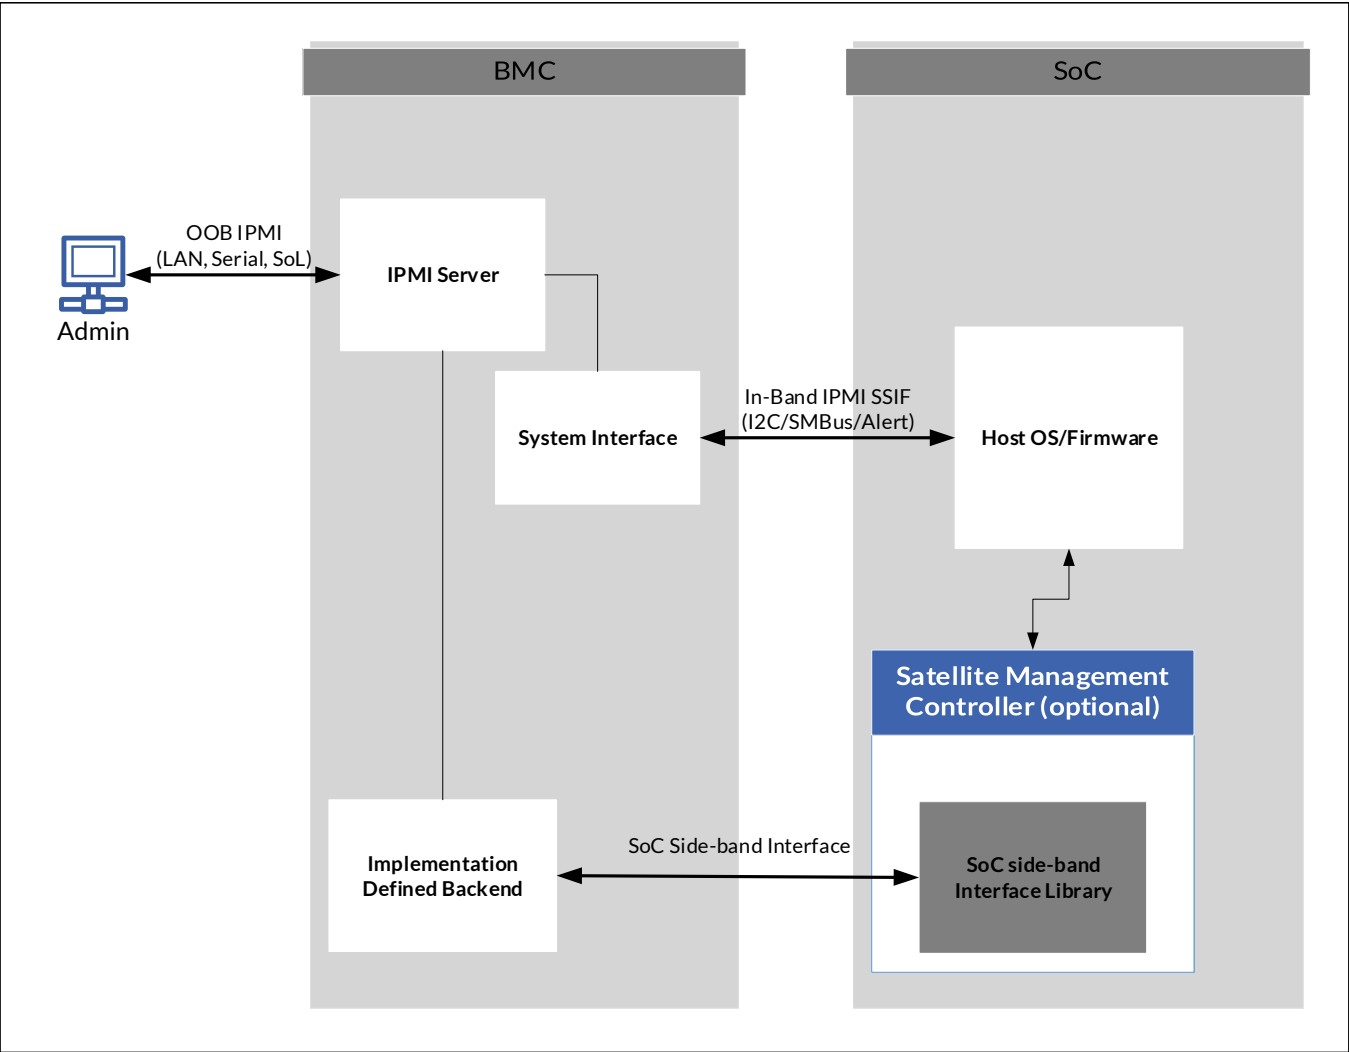 BMC
SoC
OOB IPMI
(LAN, Serial, SoL)
Admin
IPMI Server
System Interface
In-Band IPMI SSIF
(I2C/SMBus/Alert)
Host OS/Firmware
Satellite Management
Controller (optional)
Implementation
Defined Backend
SoC Side-band Interface
SoC side-band
Interface Library